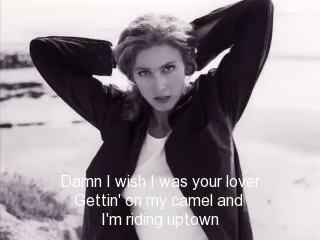 Damn I wish I was your lover
Gettin' on my camel and
I'm riding uptown